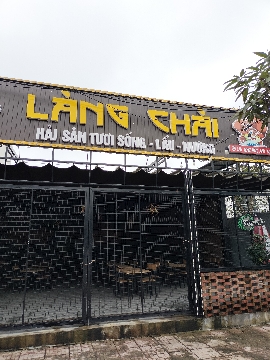 LÀNG CHÀI
HẢI SẢN TƯƠI SỐNG - LẨU - NƯỚNG